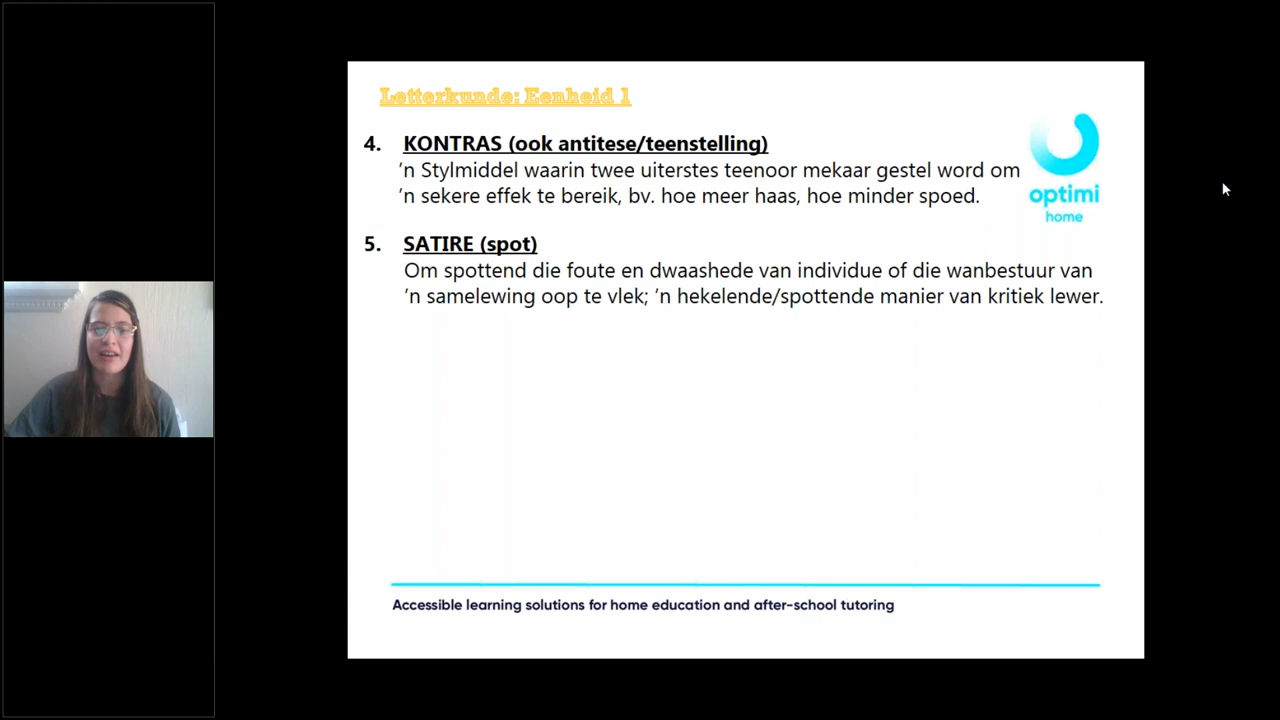 Letterkunde: Eenheid 1
4. KONTRAS (ook antitese/teenstelling)
’n Stylmiddel waarin twee uiterstes teenoor mekaar gestel word om
’n sekere effek te bereik, bv. hoe meer haas, hoe minder spoed.
optimi
home
5. SATIRE (spot)
Om spottend die foute en dwaashede van individue of die wanbestuur van
’n samelewing oop te vlek; ’n hekelende/spottende manier van kritiek lewer.
Accessible learning solutions for home education and after-school tutoring